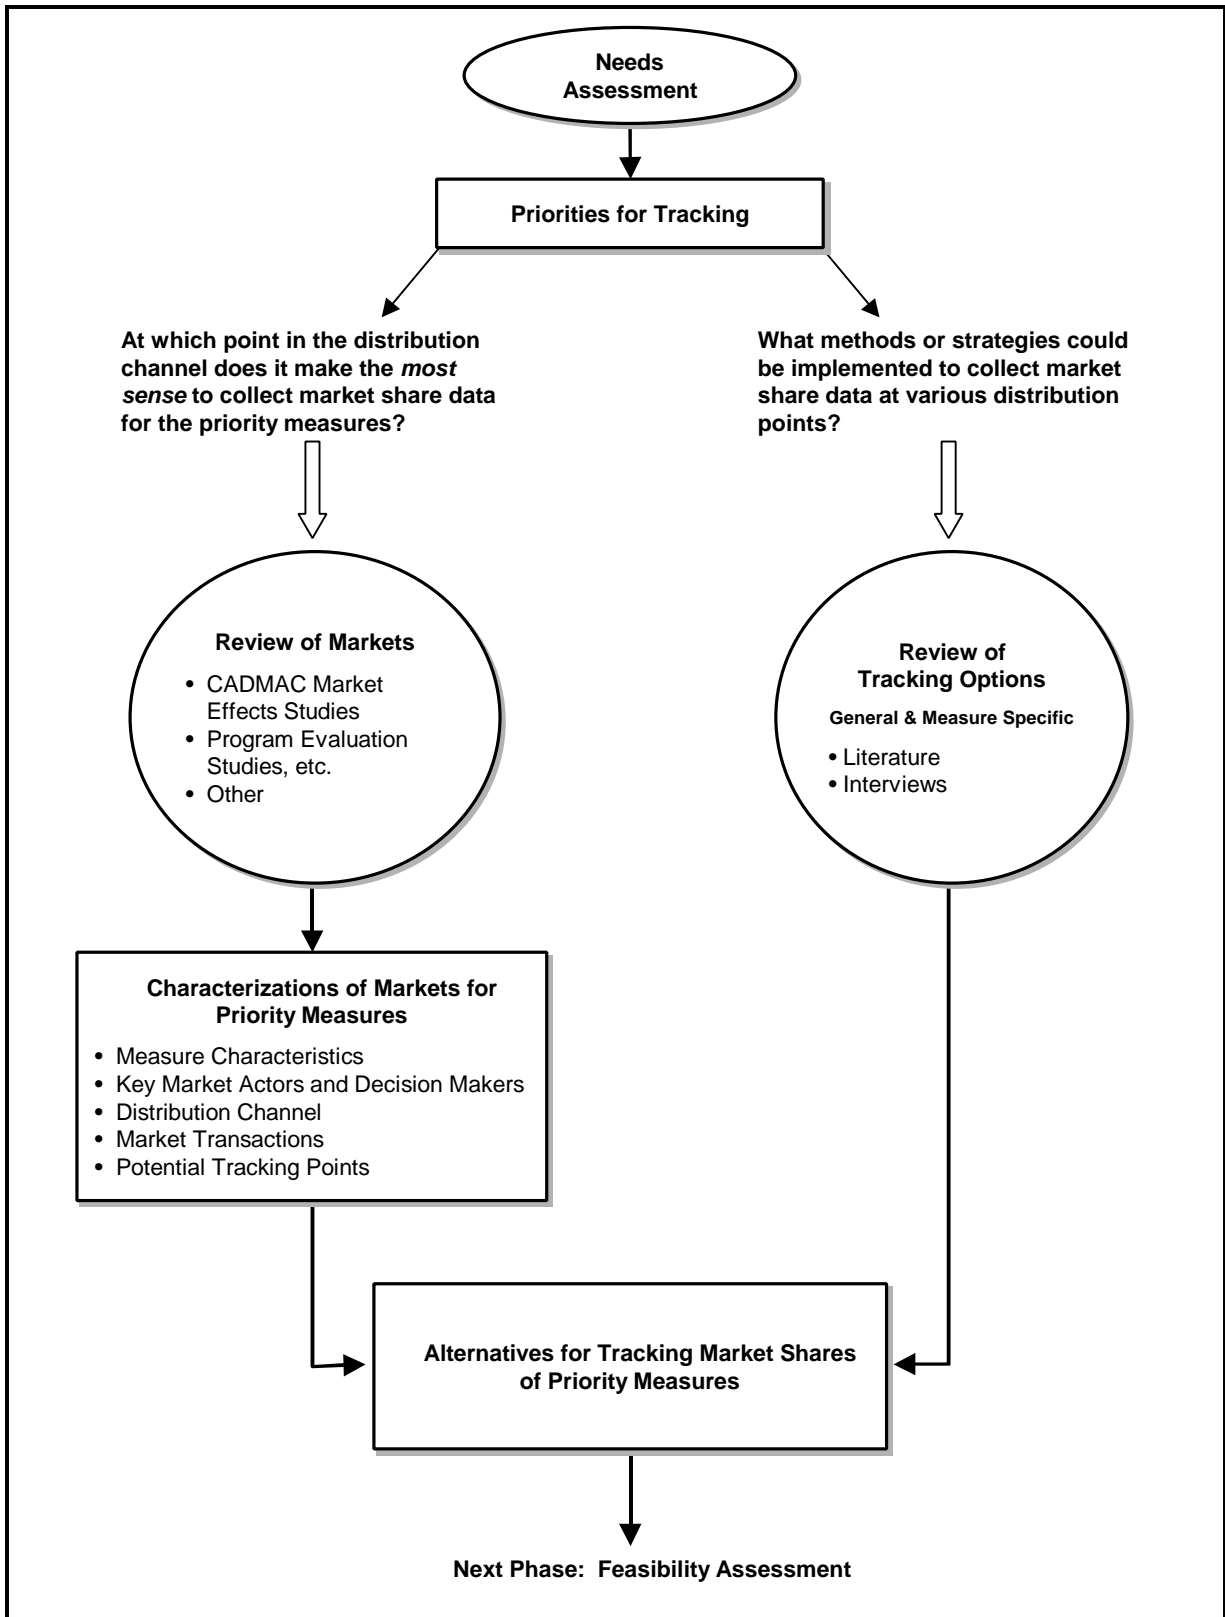 Needs
Assessment
Priorities for Tracking
At which point in the distribution
channel does it make the most
sense to collect market share data
for the priority measures?
What methods or strategies could
be implemented to collect market
share data at various distribution
points?
Review of Markets
• CADMAC Market
Effects Studies
• Program Evaluation
Studies, etc.
• Other
Review of
Tracking Options
General & Measure Specific
• Literature
• Interviews
Characterizations of Markets for
Priority Measures
• Measure Characteristics
• Key Market Actors and Decision Makers
• Distribution Channel
• Market Transactions
• Potential Tracking Points
Alternatives for Tracking Market Shares
of Priority Measures
Next Phase: Feasibility Assessment